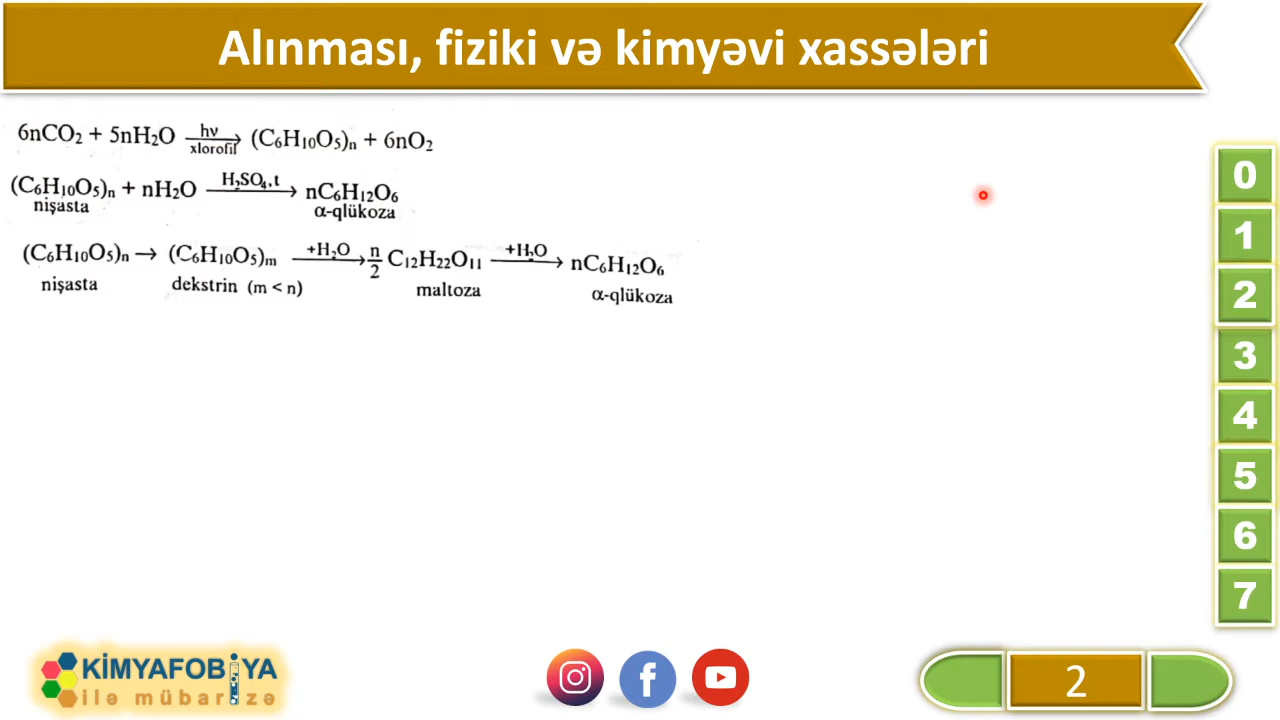 Alınması, fiziki və kimyəvi xassələri
6nCO₂ + 5nH₂O hν xlorofil → (C₆H₁₀O₅)ₙ + 6nO₂
(C₆H₁₀O₅)ₙ + nH₂O H₂SO₄,t → nC₆H₁₂O₆
nişasta α-qlükoza
(C₆H₁₀O₅)ₙ → (C₆H₁₀O₅)ₘ +H₂O → n/2 C₁₂H₂₂O₁₁ +H₂O → nC₆H₁₂O₆
nişasta dekstrin (m < n) maltoza α-qlükoza
0
1
2
3
4
5
6
7
KİMYAFOBİYA
ilə mübarizə
2